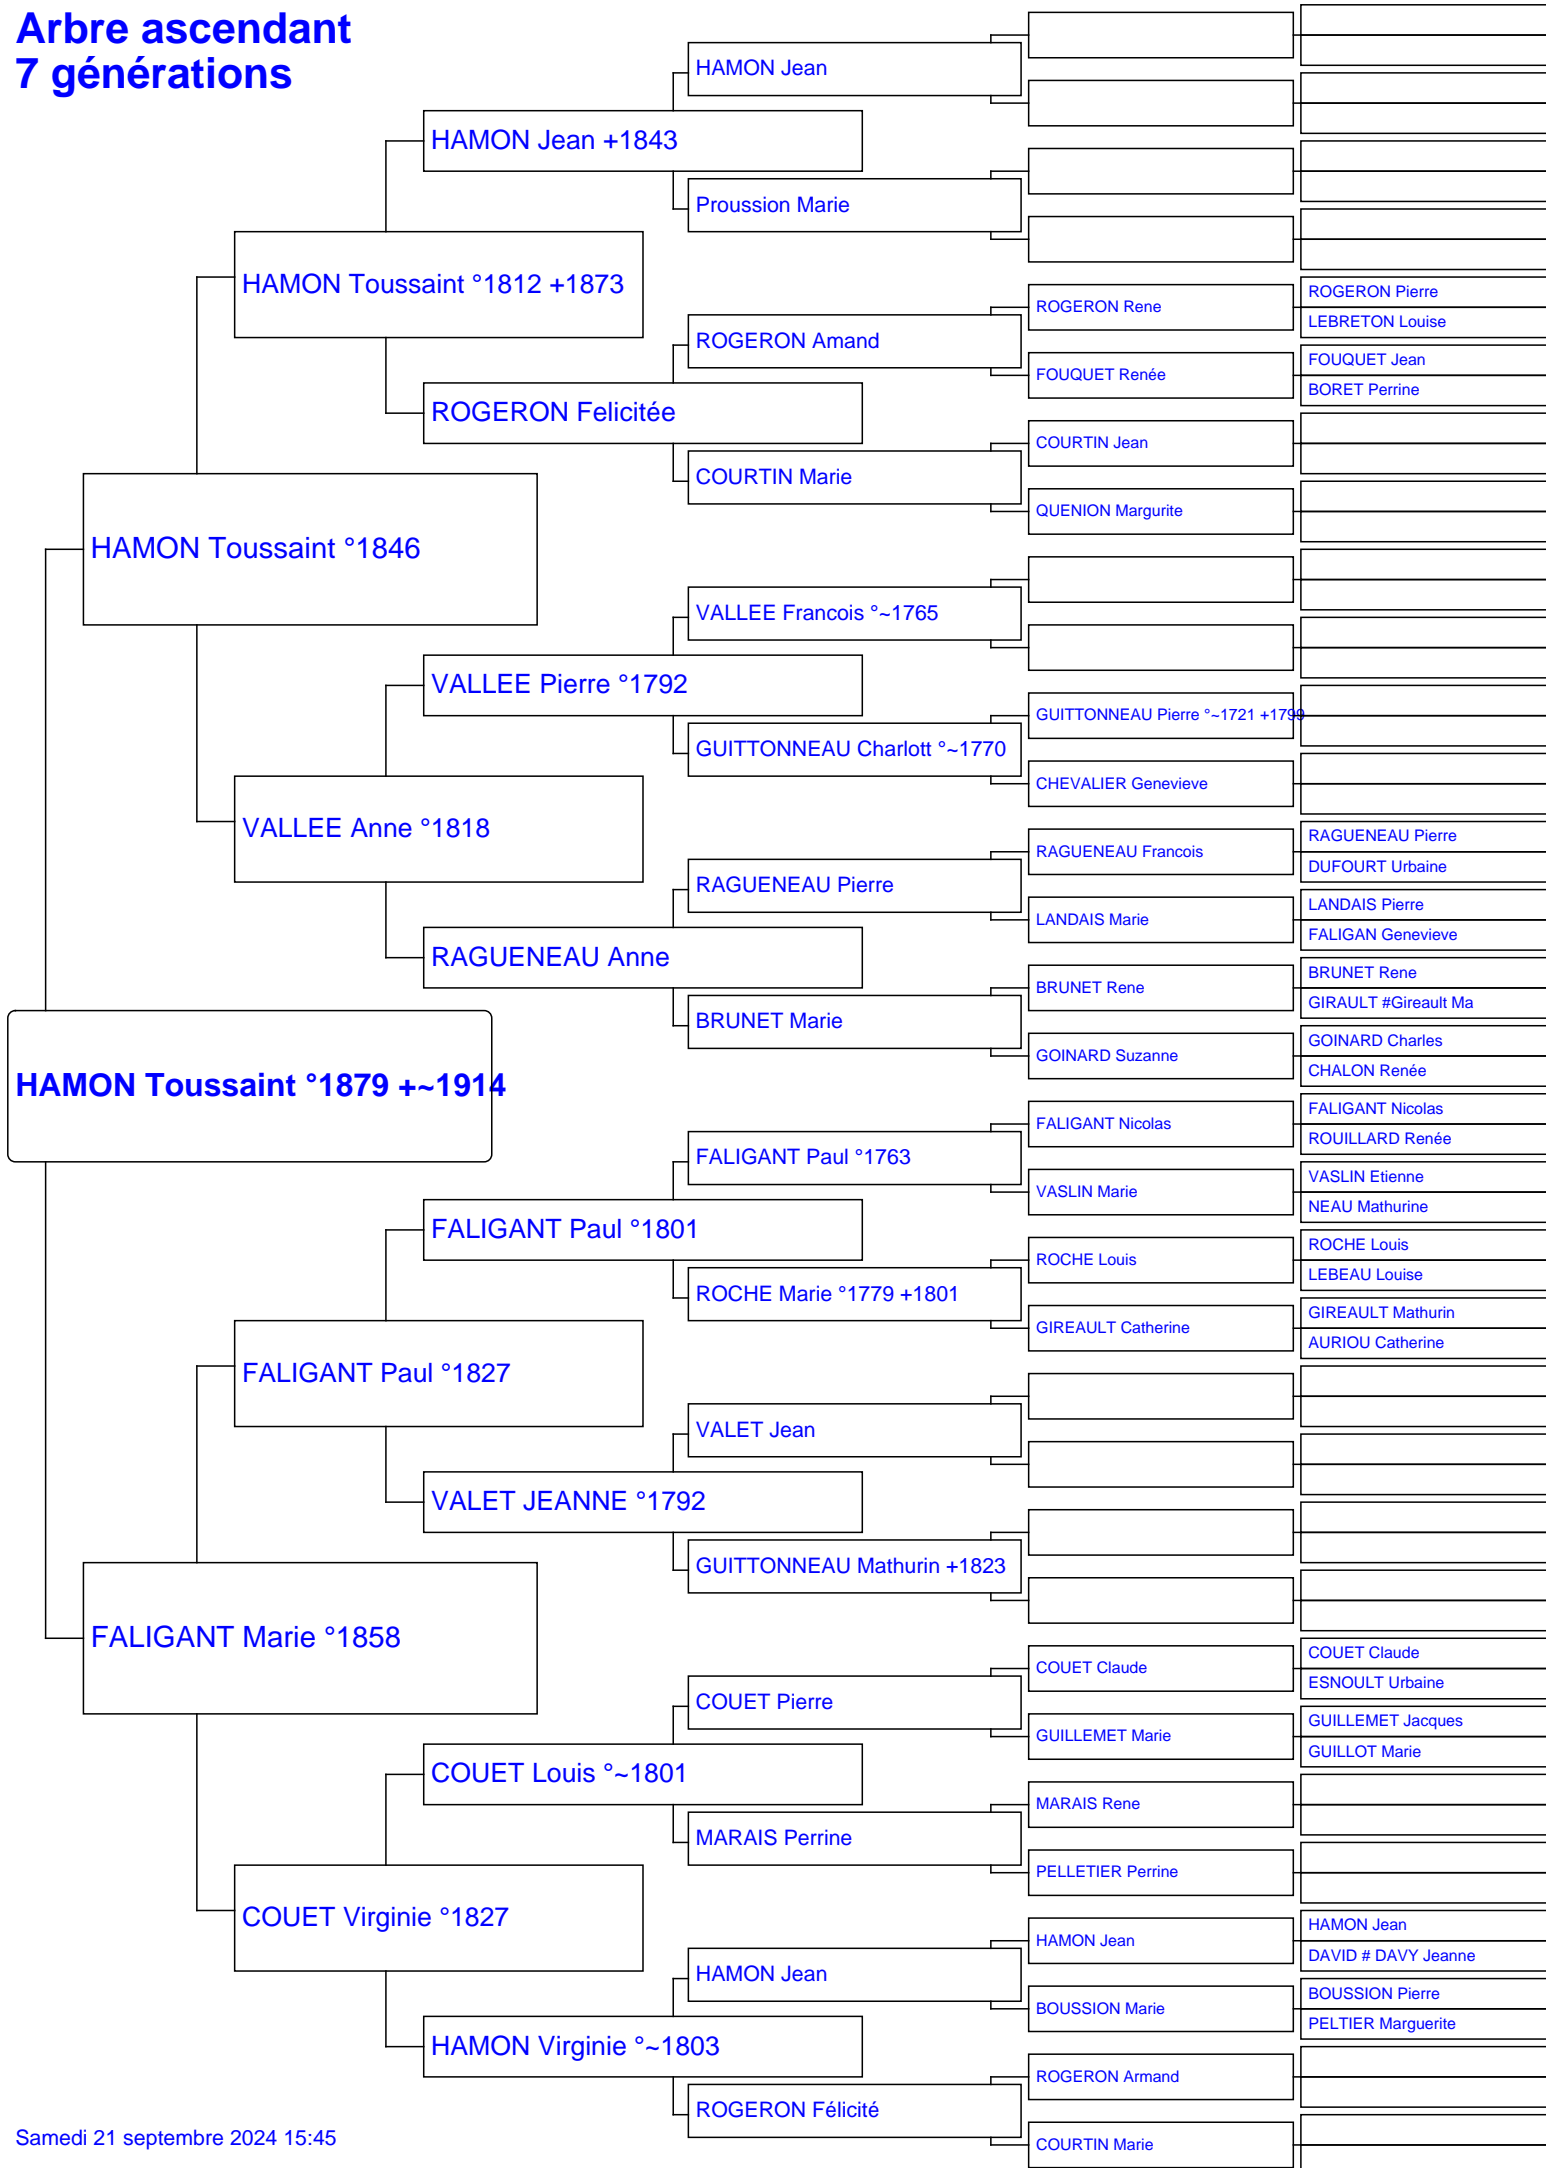 Arbre ascendant
7 générations
HAMON Jean
HAMON Jean +1843
Proussion Marie
HAMON Toussaint °1812 +1873
ROGERON Pierre
ROGERON Rene
LEBRETON Louise
ROGERON Amand
FOUQUET Jean
FOUQUET Renée
BORET Perrine
ROGERON Felicitée
COURTIN Jean
COURTIN Marie
QUENION Margurite
HAMON Toussaint °1846
VALLEE Francois °~1765
VALLEE Pierre °1792
GUITTONNEAU Pierre °~1721 +1799
GUITTONNEAU Charlott °~1770
CHEVALIER Genevieve
VALLEE Anne °1818
RAGUENEAU Pierre
RAGUENEAU Francois
DUFOURT Urbaine
RAGUENEAU Pierre
LANDAIS Pierre
LANDAIS Marie
FALIGAN Genevieve
RAGUENEAU Anne
BRUNET Rene
BRUNET Rene
GIRAULT #Gireault Ma
BRUNET Marie
GOINARD Charles
GOINARD Suzanne
CHALON Renée
HAMON Toussaint °1879 +~1914
FALIGANT Nicolas
FALIGANT Nicolas
ROUILLARD Renée
FALIGANT Paul °1763
VASLIN Etienne
VASLIN Marie
NEAU Mathurine
FALIGANT Paul °1801
ROCHE Louis
ROCHE Louis
LEBEAU Louise
ROCHE Marie °1779 +1801
GIREAULT Mathurin
GIREAULT Catherine
AURIOU Catherine
FALIGANT Paul °1827
VALET Jean
VALET JEANNE °1792
GUITTONNEAU Mathurin +1823
FALIGANT Marie °1858
COUET Claude
COUET Claude
ESNOULT Urbaine
COUET Pierre
GUILLEMET Jacques
GUILLEMET Marie
GUILLOT Marie
COUET Louis °~1801
MARAIS Rene
MARAIS Perrine
PELLETIER Perrine
COUET Virginie °1827
HAMON Jean
HAMON Jean
DAVID # DAVY Jeanne
HAMON Jean
BOUSSION Pierre
BOUSSION Marie
PELTIER Marguerite
HAMON Virginie °~1803
ROGERON Armand
ROGERON Félicité
COURTIN Marie
Samedi 21 septembre 2024 15:45